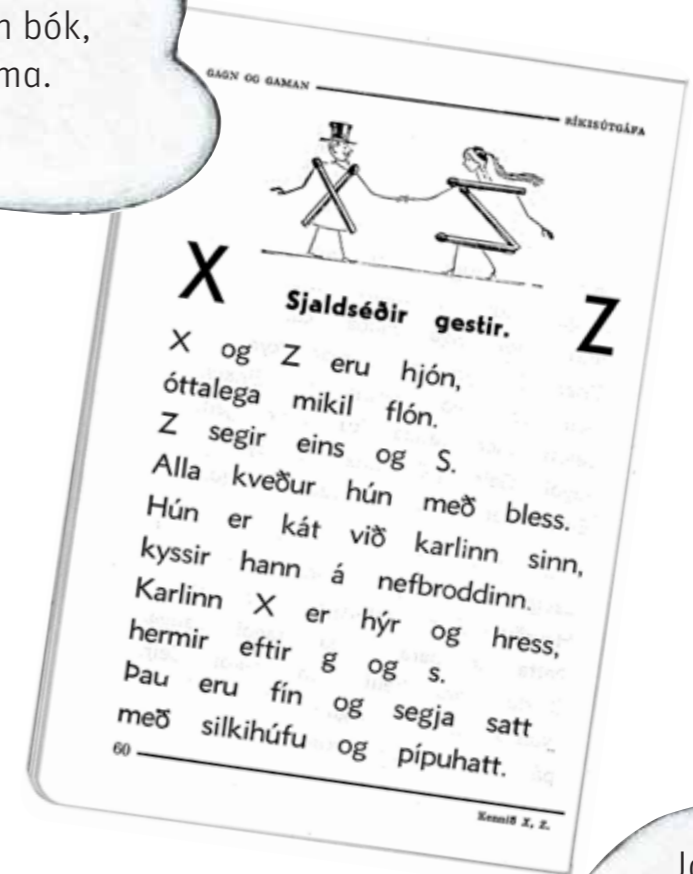 bók,
GAGN OG GAMAN
RÍKISÚTGÁFA
X
Z
X Sjaldséðir gestir. Z
X og Z eru hjón,
óttalega mikil flón.
Z segir eins og S.
Alla kveður hún með bless.
Hún er kát við karlinn sinn,
kyssir hann á nefbroddinn.
Karlinn X er hýr og hress,
hermir eftir g og s.
Þau eru fín og segja satt
með silkihúfu og pípuhatt.
60
Kennið X, Z.